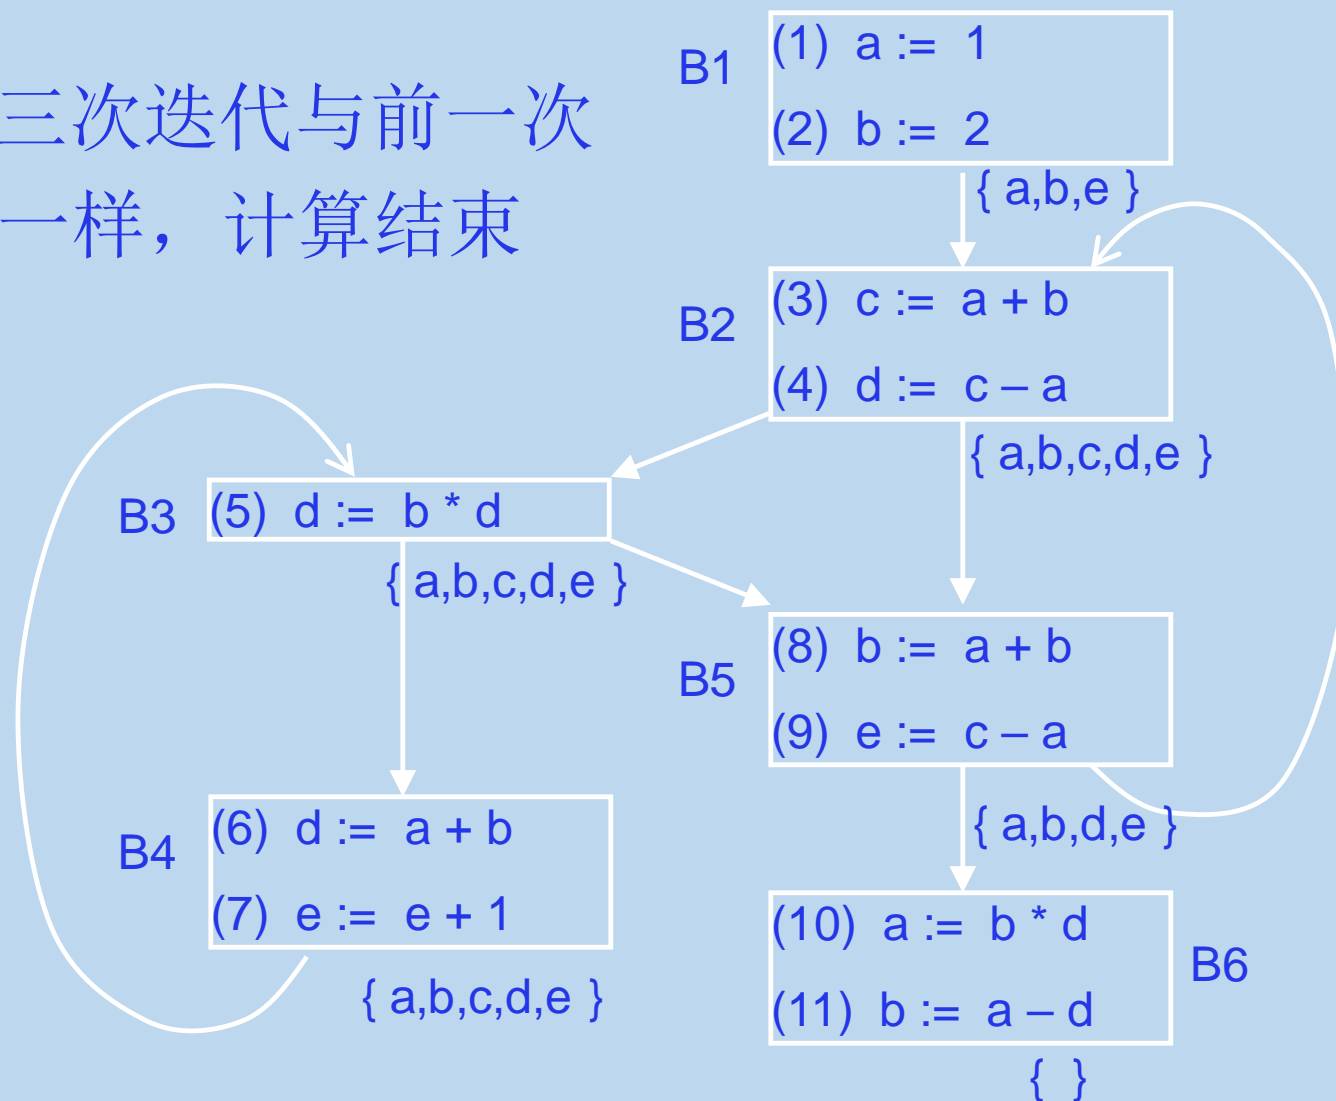 三次迭代与前一次
一样，计算结束
B1
(1) a := 1
(2) b := 2
{ a,b,e }
B2
(3) c := a + b
(4) d := c – a
{ a,b,c,d,e }
B3
(5) d := b * d
{ a,b,c,d,e }
B5
(8) b := a + b
(9) e := c – a
{ a,b,d,e }
B4
(6) d := a + b
(7) e := e + 1
{ a,b,c,d,e }
(10) a := b * d
(11) b := a – d
B6
{ }